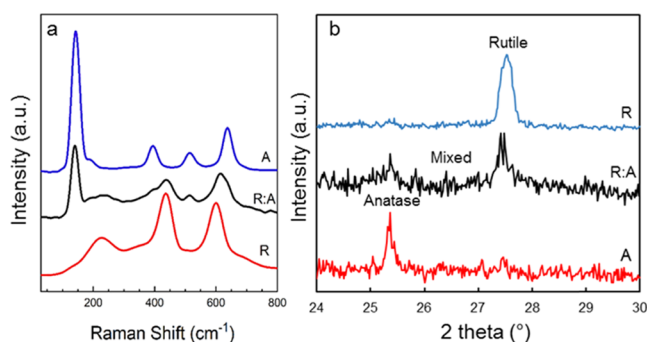 a
Intensity (a.u.)
A
R:A
R
200 400 600 800
Raman Shift (cm⁻¹)
b
Intensity (a.u.)
Rutile
R
Mixed
R:A
Anatase
A
24 25 26 27 28 29 30
2 theta (°)